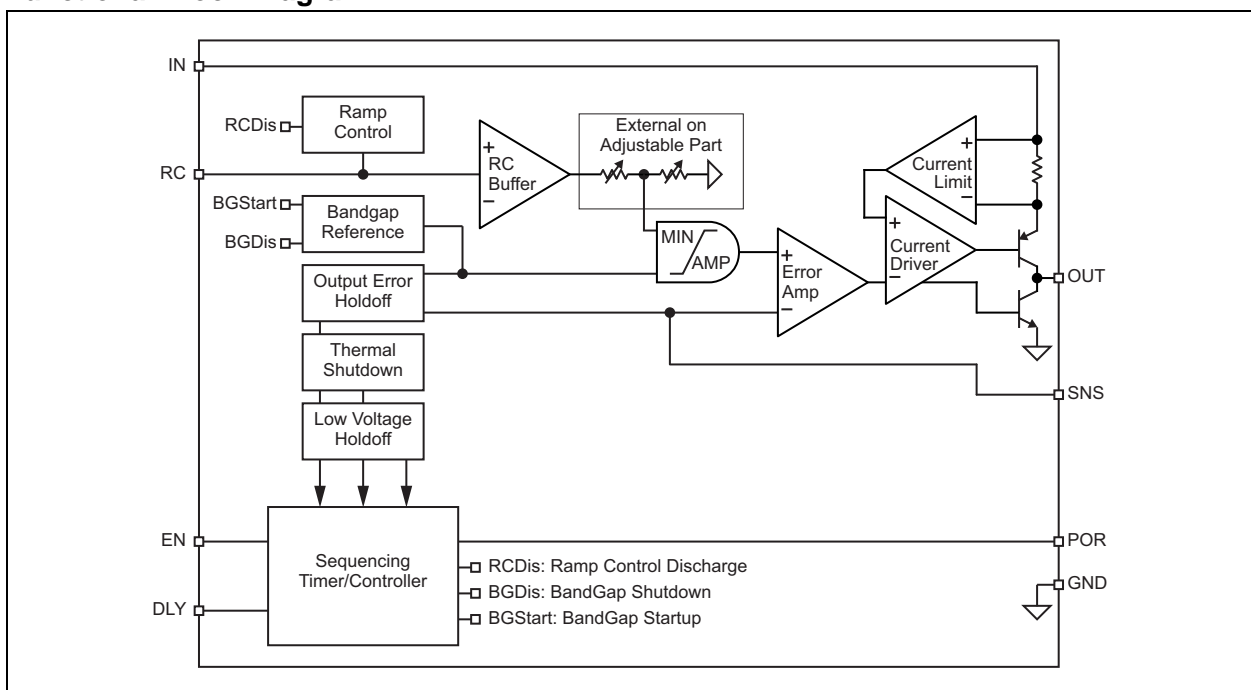 IN
Ramp
Control
RCDis
RC
+
RC
Buffer
−
External on
Adjustable Part
+
Current
Limit
−
BGStart
Bandgap
Reference
BGDis
MIN
AMP
+
Error
Amp
−
+
Current
Driver
−
OUT
Output Error
Holdoff
Thermal
Shutdown
Low Voltage
Holdoff
SNS
EN
Sequencing
Timer/Controller
DLY
POR
RCDis: Ramp Control Discharge
BGDis: BandGap Shutdown
BGStart: BandGap Startup
GND